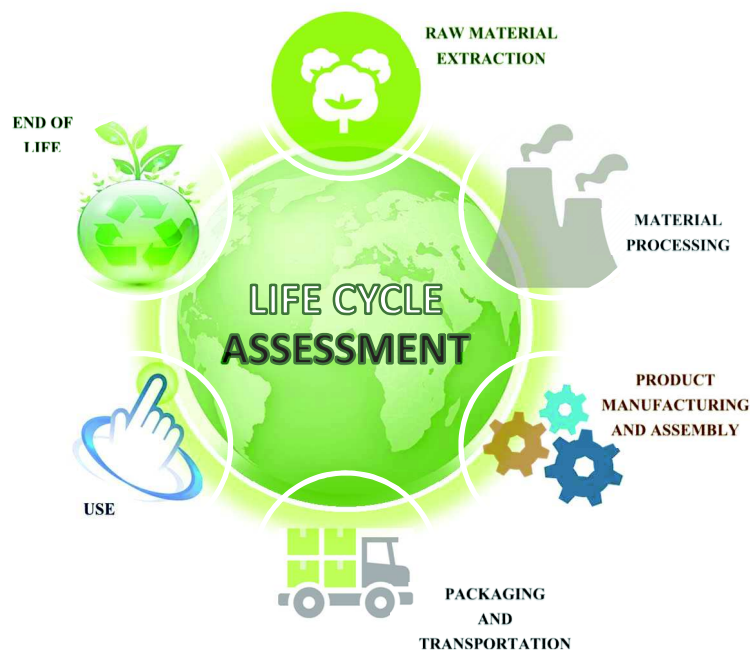 RAW MATERIAL
EXTRACTION
END OF
LIFE
MATERIAL
PROCESSING
LIFE CYCLE
ASSESSMENT
PRODUCT
MANUFACTURING
AND ASSEMBLY
USE
PACKAGING
AND
TRANSPORTATION